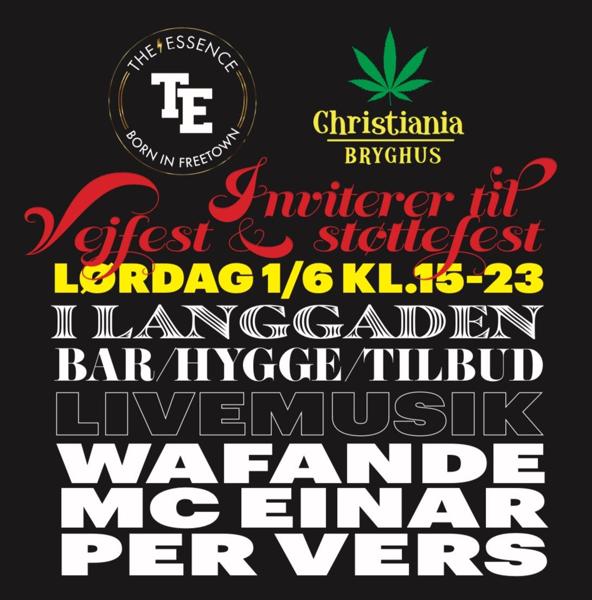 THE ESSENCE
TE
BORN IN FREETOWN
Christiania
BRYGHUS
Inviterer til
Vejfest & støttefest
LØRDAG 1/6 KL.15-23
I LANGGADEN
BAR/HYGGE/TILBUD
LIVEMUSIK
WAFANDE
MC EINAR
PER VERS